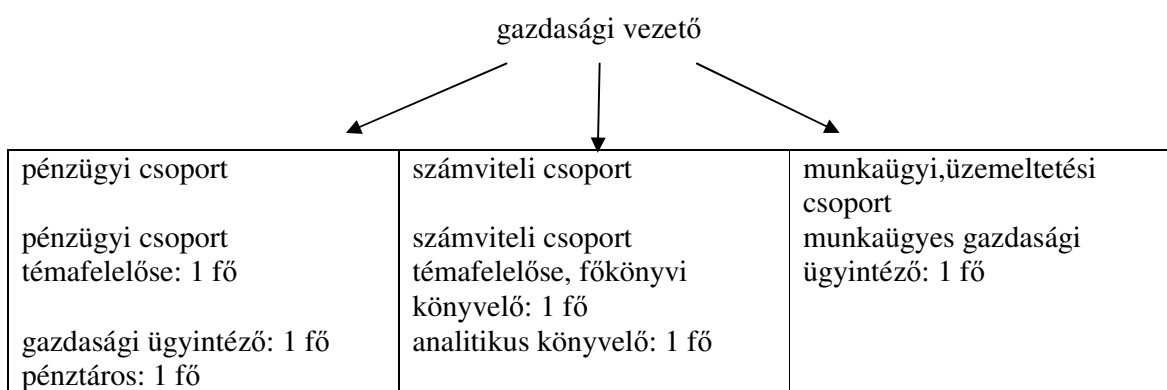 gazdasági vezető
pénzügyi csoport
pénzügyi csoport
témafelelőse: 1 fő
gazdasági ügyintéző: 1 fő
pénztáros: 1 fő
számviteli csoport
számviteli csoport
témafelelőse, főkönyvi
könyvelő: 1 fő
analitikus könyvelő: 1 fő
munkaügyi,üzemeltetési
csoport
munkaügyes gazdasági
ügyintéző: 1 fő